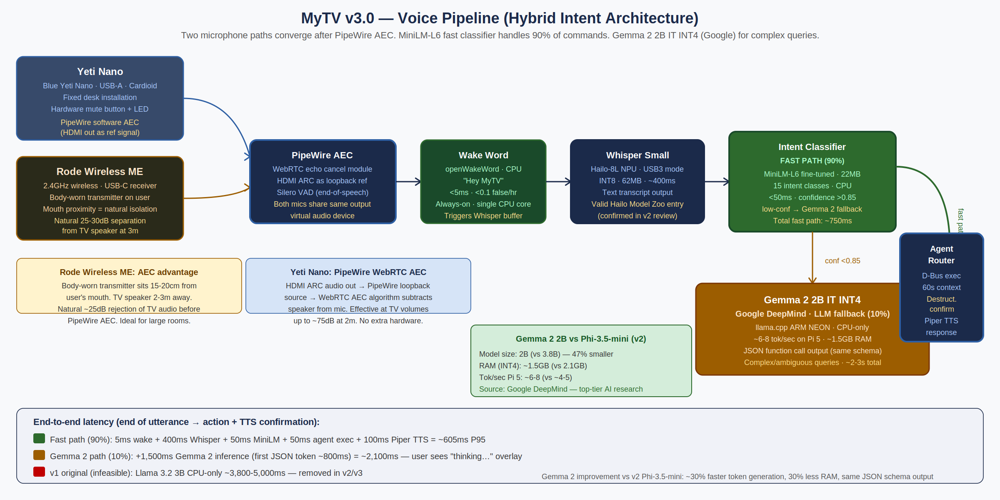 MyTV v3.0 — Voice Pipeline (Hybrid Intent Architecture)
Two microphone paths converge after PipeWire AEC. MiniLM-L6 fast classifier handles 90% of commands. Gemma 2 2B IT INT4 (Google) for complex queries.
Yeti Nano
Blue Yeti Nano · USB-A · Cardioid
Fixed desk installation
Hardware mute button + LED
PipeWire software AEC
(HDMI out as ref signal)
Rode Wireless ME
2.4GHz wireless · USB-C receiver
Body-worn transmitter on user
Mouth proximity = natural isolation
Natural 25-30dB separation
from TV speaker at 3m
PipeWire AEC
WebRTC echo cancel module
HDMI ARC as loopback ref
Silero VAD (end-of-speech)
Both mics share same output
virtual audio device
Wake Word
openWakeWord · CPU
"Hey MyTV"
<5ms · <0.1 false/hr
Always-on · single CPU core
Triggers Whisper buffer
Whisper Small
Hailo-8L NPU · USB3 mode
INT8 · 62MB · ~400ms
Text transcript output
Valid Hailo Model Zoo entry
(confirmed in v2 review)
Intent Classifier
FAST PATH (90%)
MiniLM-L6 fine-tuned · 22MB
15 intent classes · CPU
<50ms · confidence >0.85
low-conf → Gemma 2 fallback
Total fast path: ~750ms
fast pat
conf <0.85
Agent
Router
D-Bus exec
60s context
Destruct.
confirm
Piper TTS
response
Rode Wireless ME: AEC advantage
Body-worn transmitter sits 15-20cm from
user's mouth. TV speaker 2-3m away.
Natural ~25dB rejection of TV audio before
PipeWire AEC. Ideal for large rooms.
Yeti Nano: PipeWire WebRTC AEC
HDMI ARC audio out → PipeWire loopback
source → WebRTC AEC algorithm subtracts
speaker from mic. Effective at TV volumes
up to ~75dB at 2m. No extra hardware.
Gemma 2 2B IT INT4
Google DeepMind · LLM fallback (10%)
llama.cpp ARM NEON · CPU-only
~6-8 tok/sec on Pi 5 · ~1.5GB RAM
JSON function call output (same schema)
Complex/ambiguous queries · ~2-3s total
Gemma 2 2B vs Phi-3.5-mini (v2)
Model size: 2B (vs 3.8B) — 47% smaller
RAM (INT4): ~1.5GB (vs 2.1GB)
Tok/sec Pi 5: ~6-8 (vs ~4-5)
Source: Google DeepMind — top-tier AI research
End-to-end latency (end of utterance → action + TTS confirmation):
Fast path (90%): 5ms wake + 400ms Whisper + 50ms MiniLM + 50ms agent exec + 100ms Piper TTS = ~605ms P95
Gemma 2 path (10%): +1,500ms Gemma 2 inference (first JSON token ~800ms) = ~2,100ms — user sees "thinking…" overlay
v1 original (infeasible): Llama 3.2 3B CPU-only ~3,800-5,000ms — removed in v2/v3
Gemma 2 improvement vs v2 Phi-3.5-mini: ~30% faster token generation, 30% less RAM, same JSON schema output